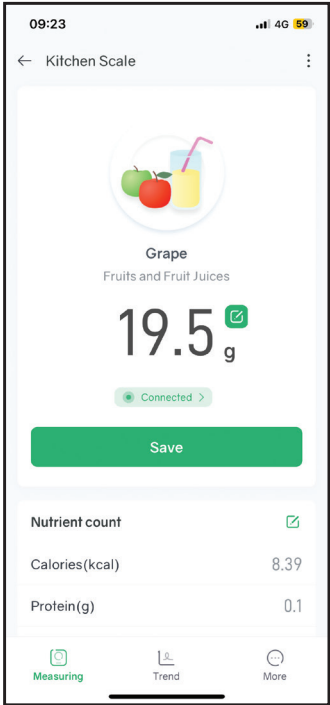 09:23
4G 59
Kitchen Scale
Grape
Fruits and Fruit Juices
19.5 g
Connected >
Save
Nutrient count
Calories(kcal) 8.39
Protein(g) 0.1
Measuring Trend More